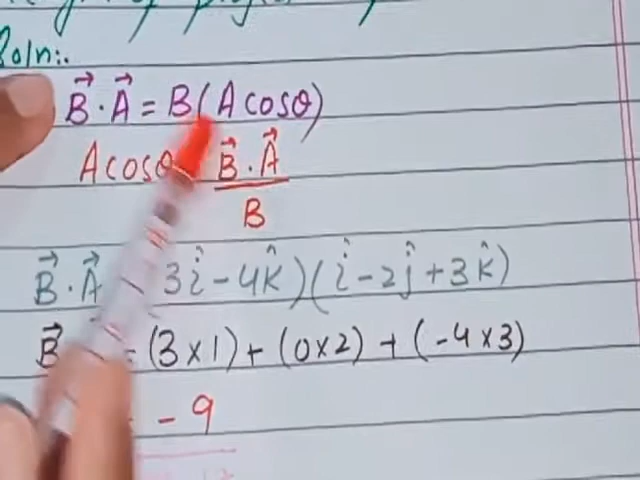 Soln:.
B⃗ · A⃗ = B(A cosθ)
A cosθ B⃗ · A⃗ / B
B⃗ · A⃗ 3î - 4k̂)(î - 2ĵ + 3k̂)
B⃗ = (3 × 1) + (0 × 2) + (-4 × 3)
- 9